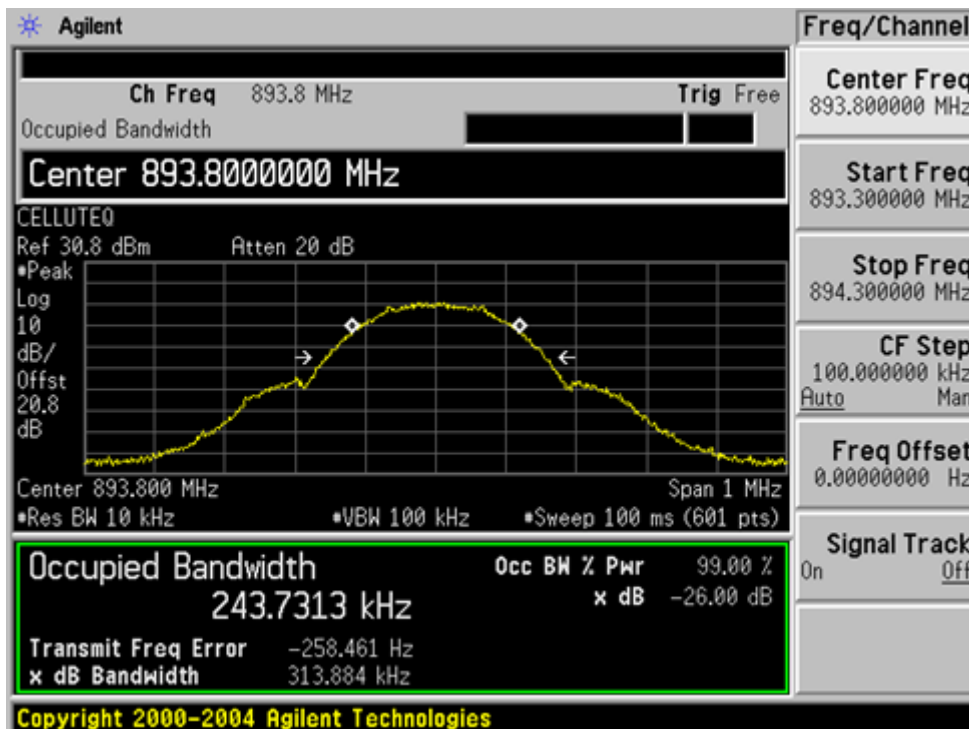 Agilent
Ch Freq 893.8 MHz Trig Free
Occupied Bandwidth
Center 893.8000000 MHz
CELLUTEQ
Ref 30.8 dBm Atten 20 dB
•Peak
Log
10
dB/
Offst
20.8
dB
Center 893.800 MHz Span 1 MHz
•Res BW 10 kHz •VBW 100 kHz •Sweep 100 ms (601 pts)
Occupied Bandwidth Occ BW % Pwr 99.00 %
243.7313 kHz x dB -26.00 dB
Transmit Freq Error -258.461 Hz
x dB Bandwidth 313.884 kHz
Copyright 2000-2004 Agilent Technologies
Freq/Channel
Center Freq
893.800000 MHz
Start Freq
893.300000 MHz
Stop Freq
894.300000 MHz
CF Step
100.000000 kHz
Auto Man
Freq Offset
0.00000000 Hz
Signal Track
On Off